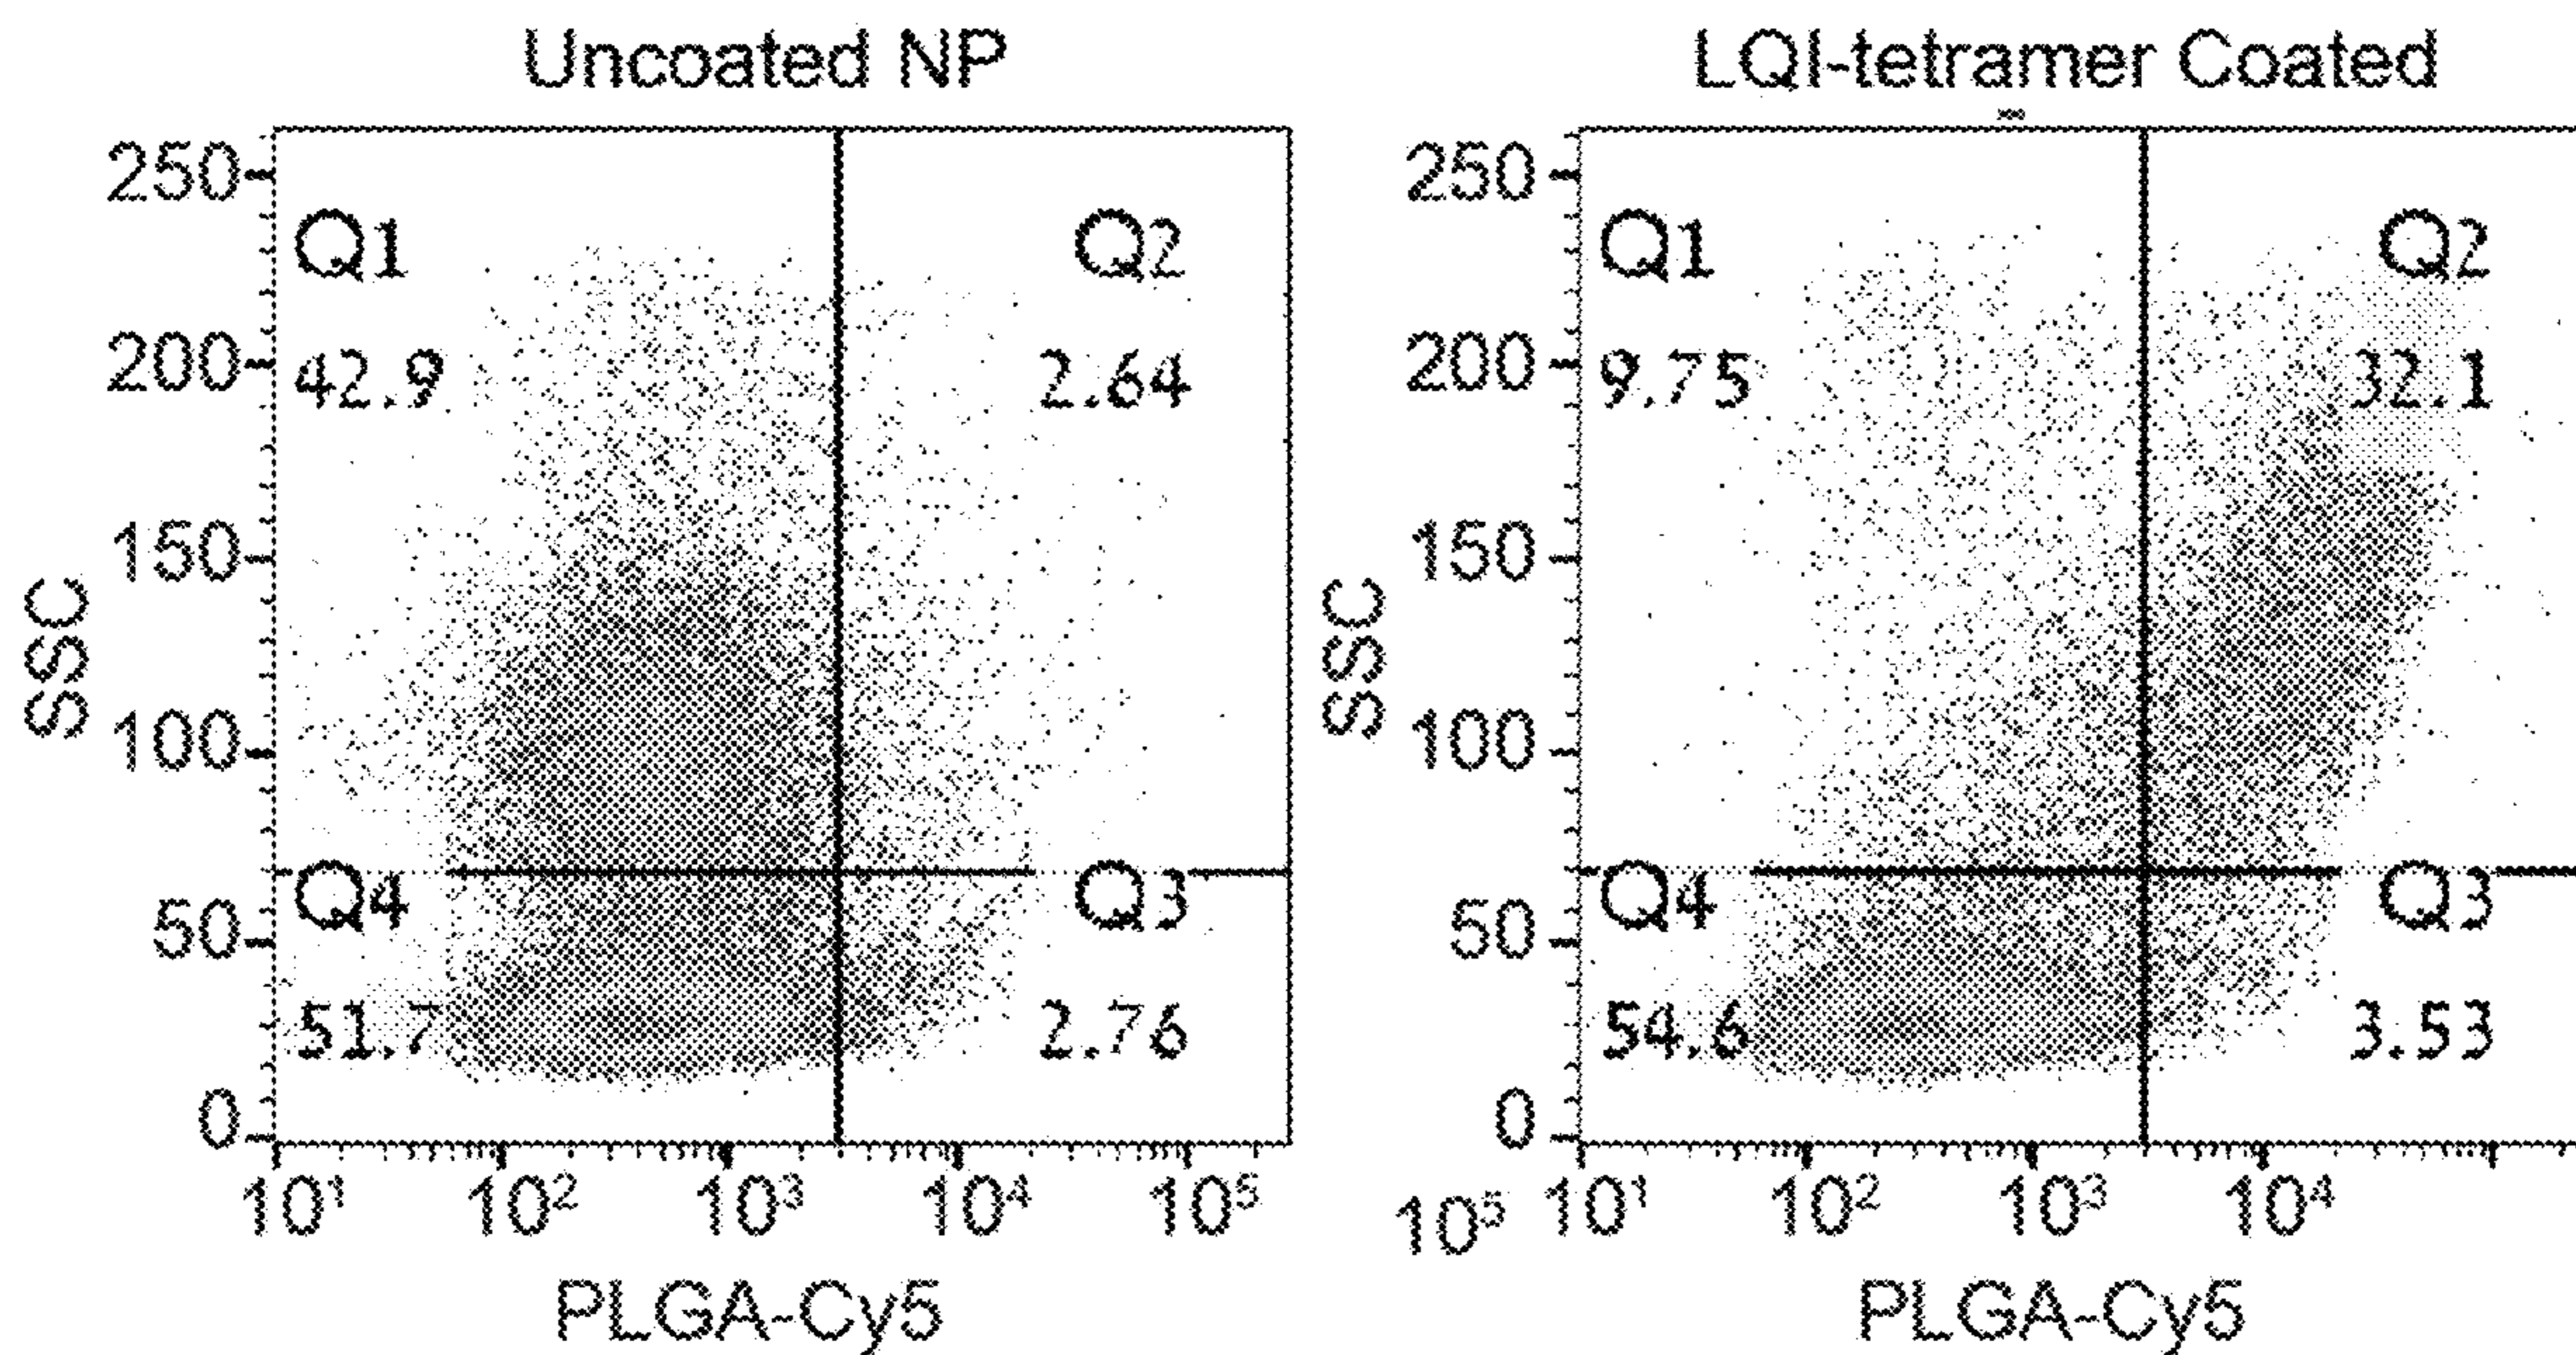 Uncoated NP
250
200
150
100
50
0
SSC
Q1
42.9
Q2
2.64
Q4
51.7
Q3
2.76
10¹ 10² 10³ 10⁴ 10⁵
PLGA-Cy5
LQI-tetramer Coated
250
200
150
100
50
0
SSC
Q1
9.75
Q2
32.1
Q4
54.6
Q3
3.53
10⁵ 10¹ 10² 10³ 10⁴
PLGA-Cy5